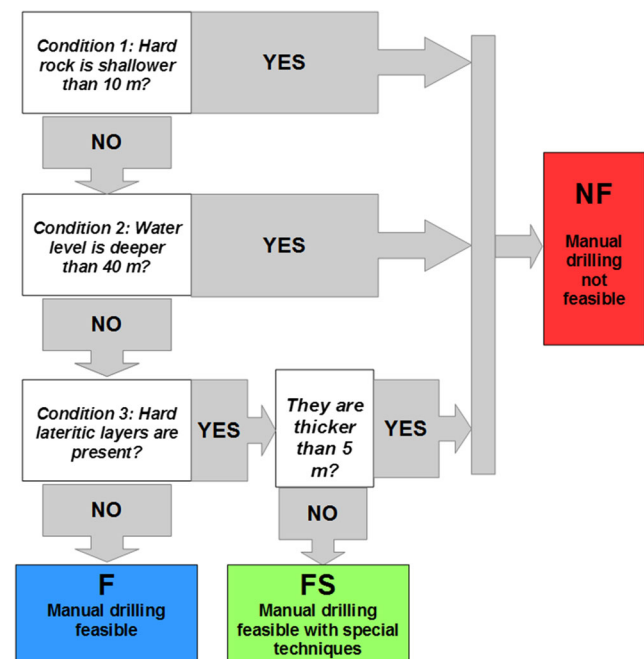 Condition 1: Hard
rock is shallower
than 10 m?
YES
NO
Condition 2: Water
level is deeper
than 40 m?
YES
NO
Condition 3: Hard
lateritic layers are
present?
YES
They are
thicker
than 5
m?
YES
NO
NO
NF
Manual
drilling
not
feasible
F
Manual drilling
feasible
FS
Manual drilling
feasible with special
techniques